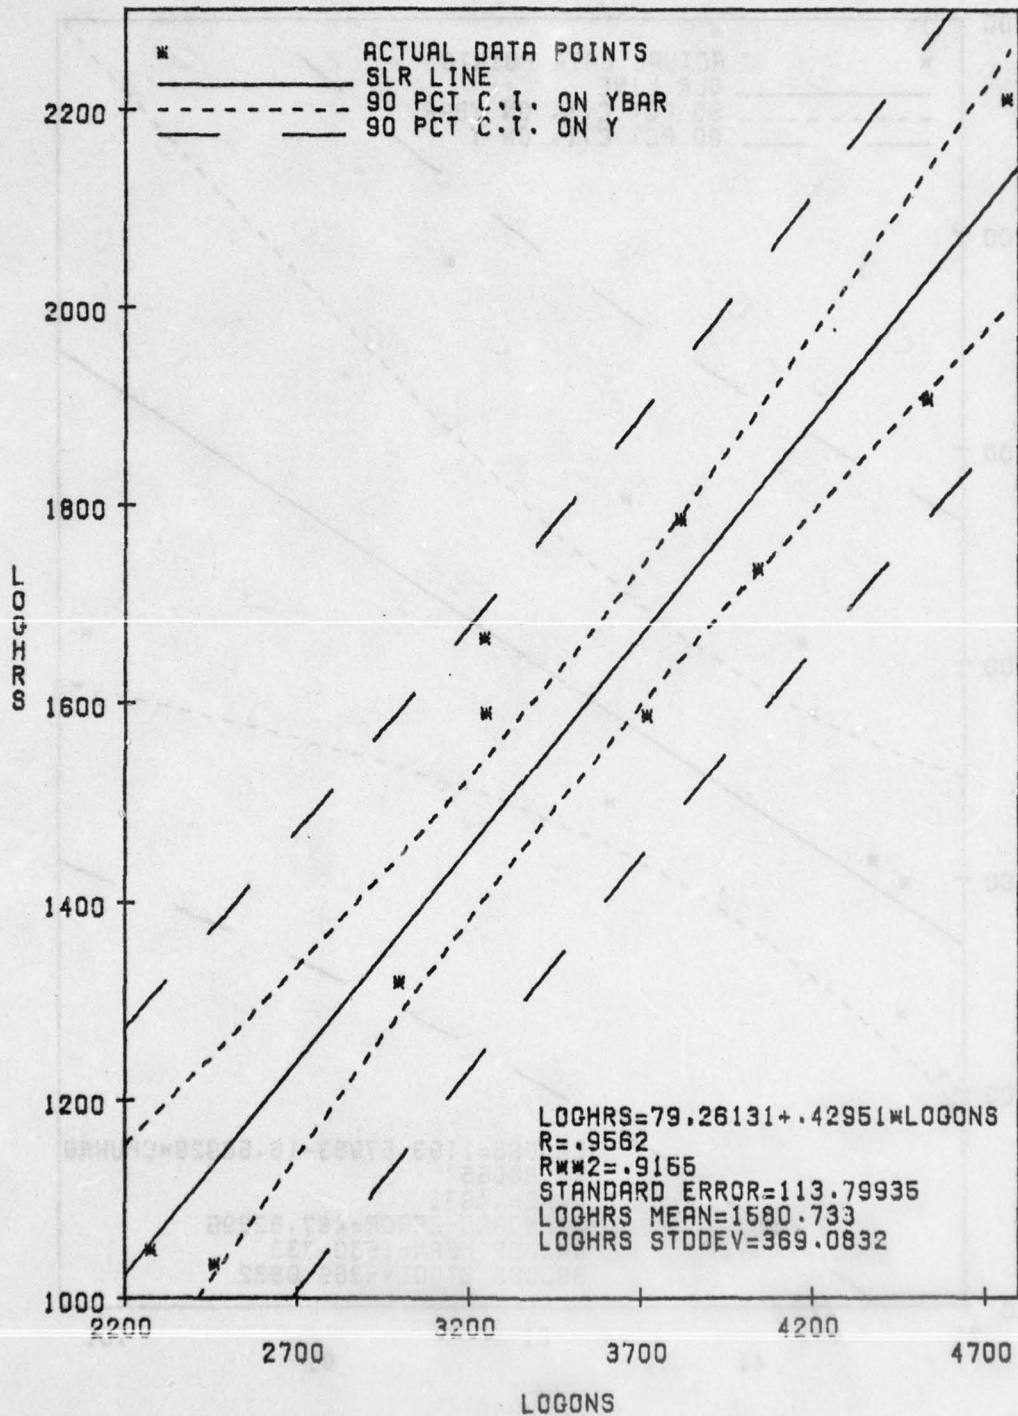 ACTUAL DATA POINTS
SLR LINE
90 PCT C.I. ON YBAR
90 PCT C.I. ON Y
2200
2000
1800
1600
1400
1200
1000
LOGHRS
LOGHRS=79.26131+.42951*LOGONS
R=.9562
R**2=.9155
STANDARD ERROR=113.79935
LOGHRS MEAN=1580.733
LOGHRS STDDEV=369.0832
2200
2700
3200
3700
4200
4700
LOGONS